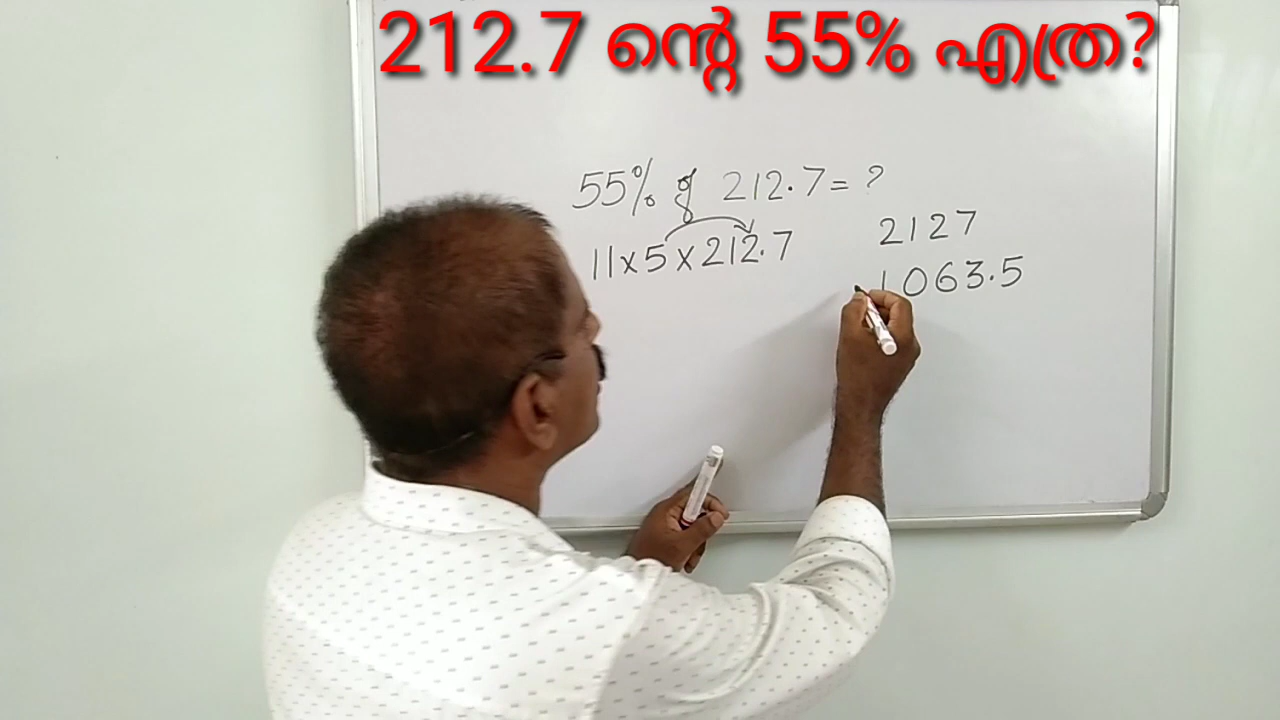 212.7 ന്റെ 55% എത്ര?
55% of 212.7 = ?
11x5x212.7
2127
1063.5